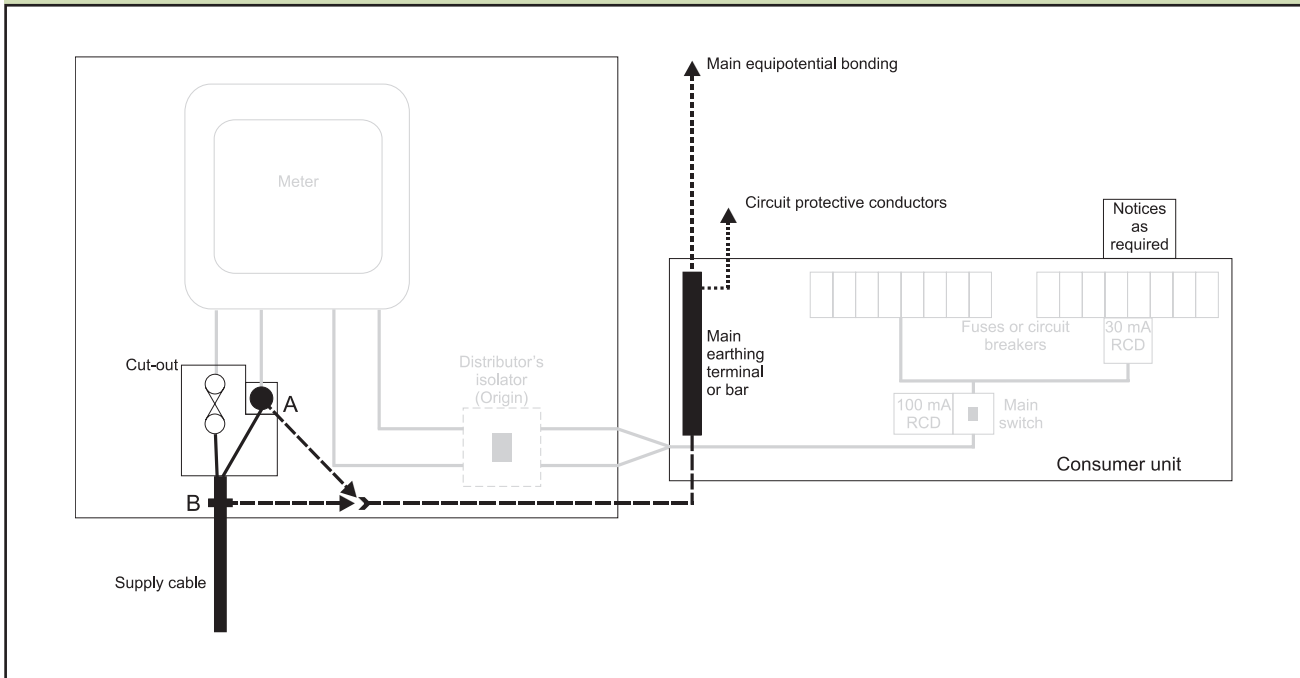 Main equipotential bonding
Meter
Circuit protective conductors
Notices
as
required
Cut-out
A
Distributor's
isolator
(Origin)
Main
earthing
terminal
or bar
Fuses or circuit
breakers
30 mA
RCD
100 mA
RCD
Main
switch
Consumer unit
B
Supply cable